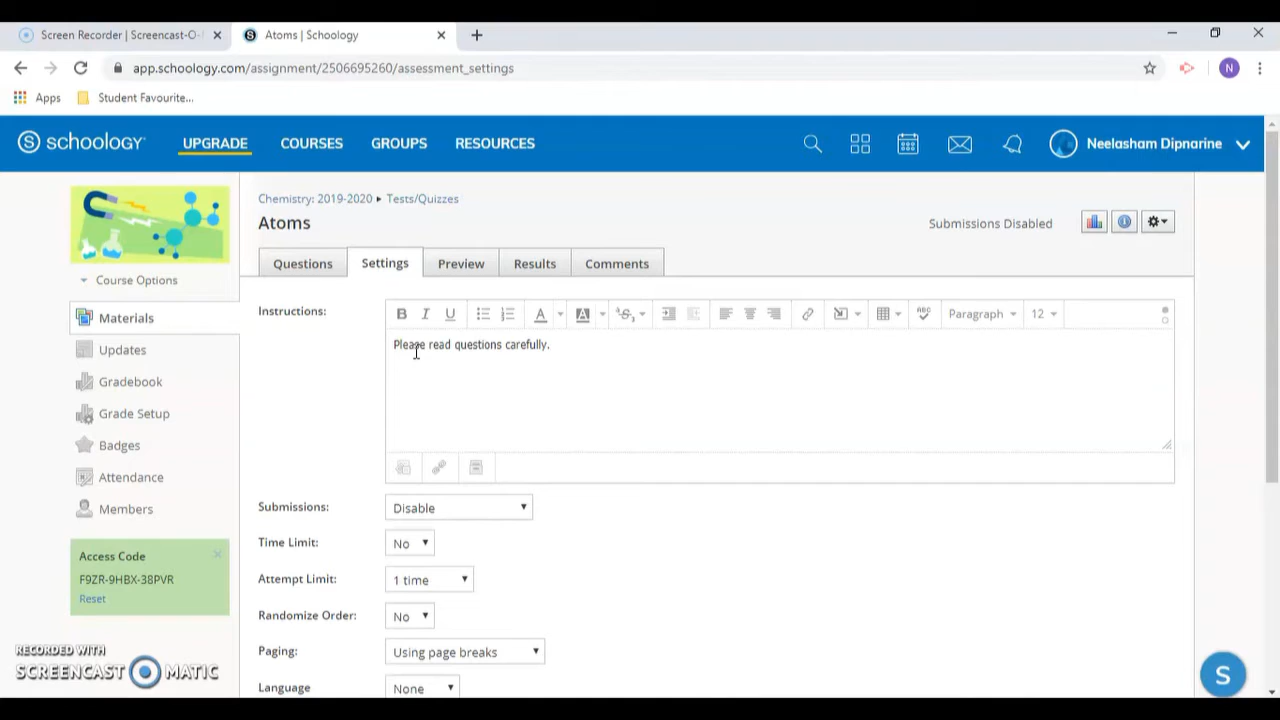 Screen Recorder | Screencast-O-
Atoms | Schoology
app.schoology.com/assignment/2506695260/assessment_settings
N
Apps
Student Favourite...
S schoology
UPGRADE
COURSES
GROUPS
RESOURCES
Neelasham Dipnarine
Chemistry: 2019-2020 ▸ Tests/Quizzes
Atoms
Submissions Disabled
Questions
Settings
Preview
Results
Comments
Course Options
Materials
Updates
Gradebook
Grade Setup
Badges
Attendance
Members
Access Code
F9ZR-9HBX-38PVR
Reset
Instructions:
B I U A A ABC Paragraph 12
Please read questions carefully.
Submissions: Disable
Time Limit: No
Attempt Limit: 1 time
Randomize Order: No
Paging: Using page breaks
Language None
RECORDED WITH
SCREENCAST MATIC
S